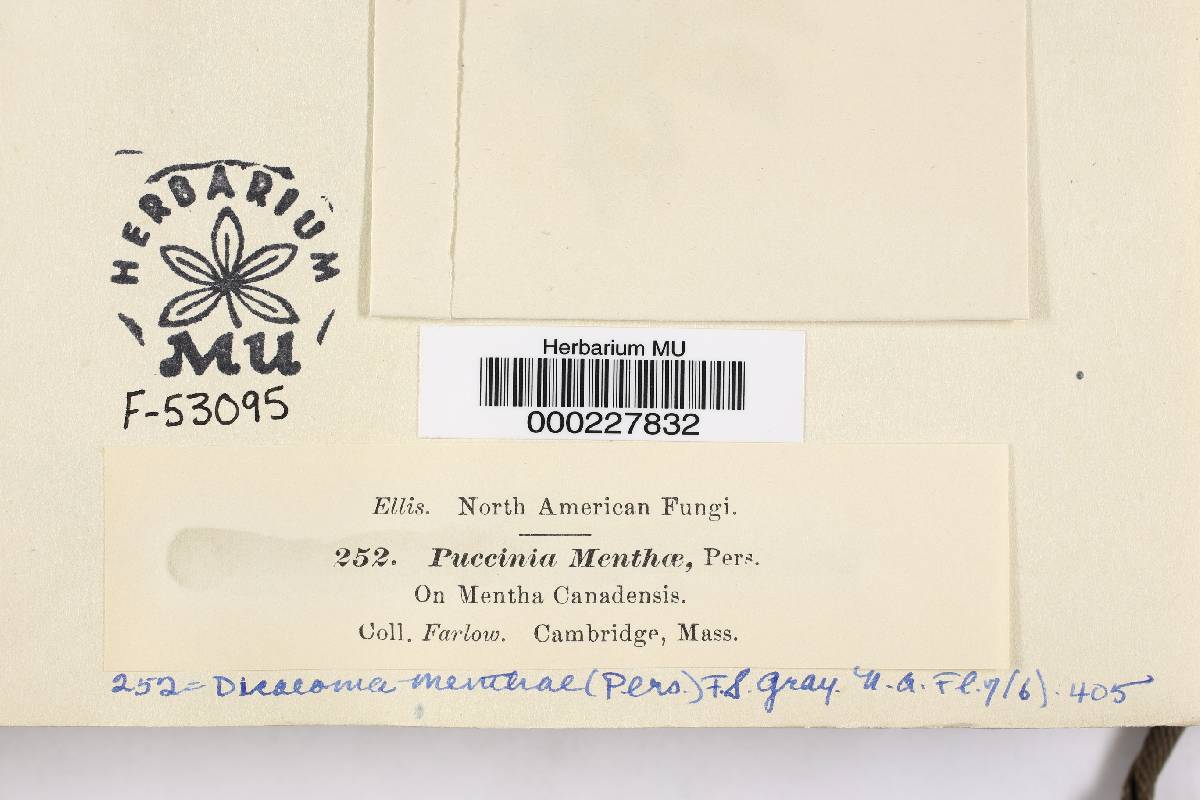 HERBARIUM
MU
F-53095
Herbarium MU
000227832
Ellis. North American Fungi.
252. Puccinia Menthæ, Pers.
On Mentha Canadensis.
Coll. Farlow. Cambridge, Mass.
252 = Dicaeoma menthae (Pers.) F.S. Gray. N.A. Fl. 7(6). 405